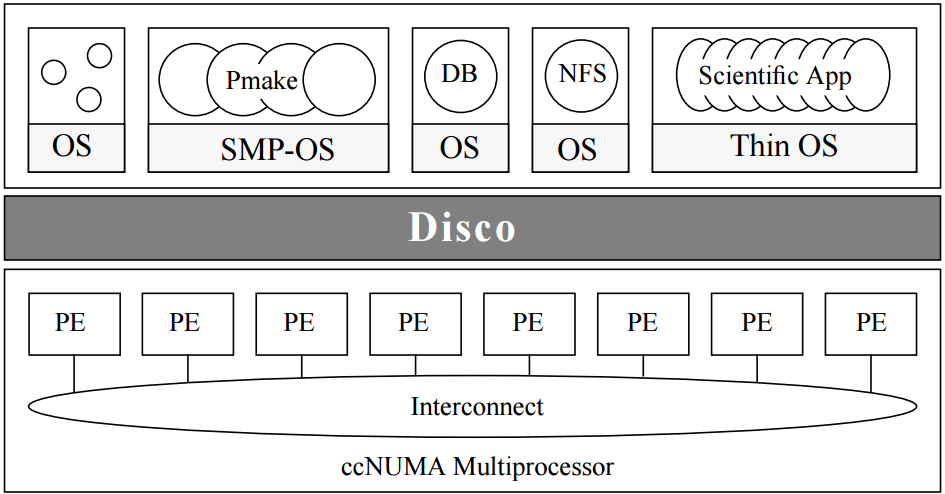 Pmake
DB
NFS
Scientific App
OS
SMP-OS
OS
OS
Thin OS
Disco
PE
PE
PE
PE
PE
PE
PE
PE
Interconnect
ccNUMA Multiprocessor